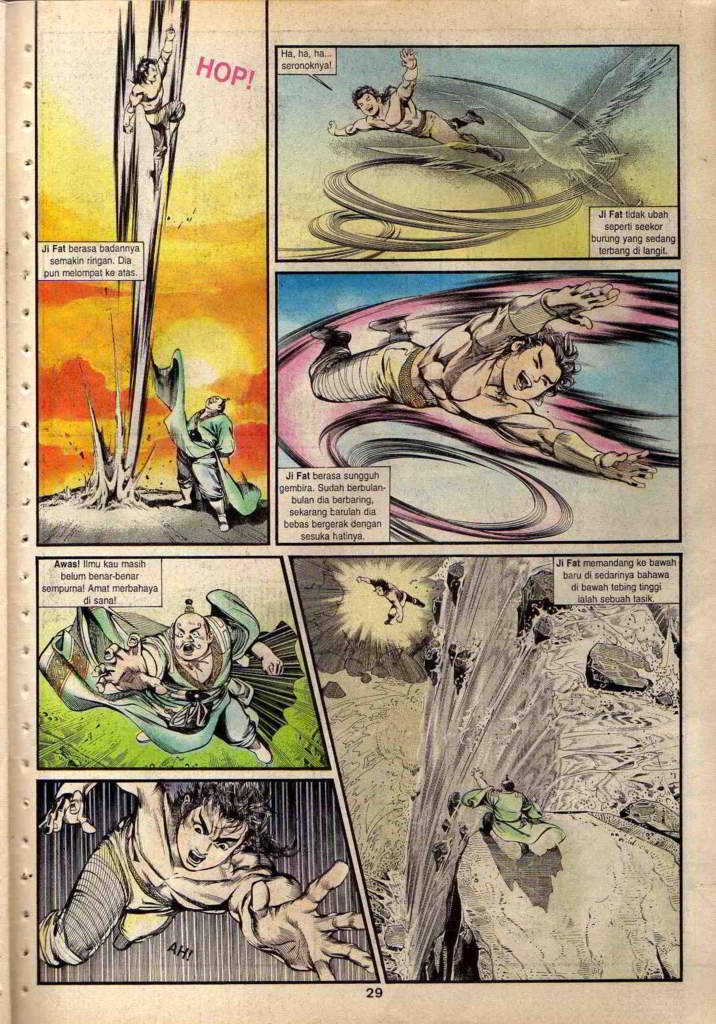 HOP!
Ji Fat berasa badannya
semakin ringan. Dia
pun melompat ke atas.
Ha, ha, ha...
seronoknya!
Ji Fat tidak ubah
seperti seekor
burung yang sedang
terbang di langit.
Ji Fat berasa sungguh
gembira. Sudah berbulan-
bulan dia berbaring,
sekarang barulah dia
bebas bergerak dengan
sesuka hatinya.
Awas! Ilmu kau masih
belum benar-benar
sempurna! Amat merbahaya
di sana!
Ji Fat memandang ke bawah
baru di sedarinya bahawa
di bawah tebing tinggi
ialah sebuah tasik.
AH!
29